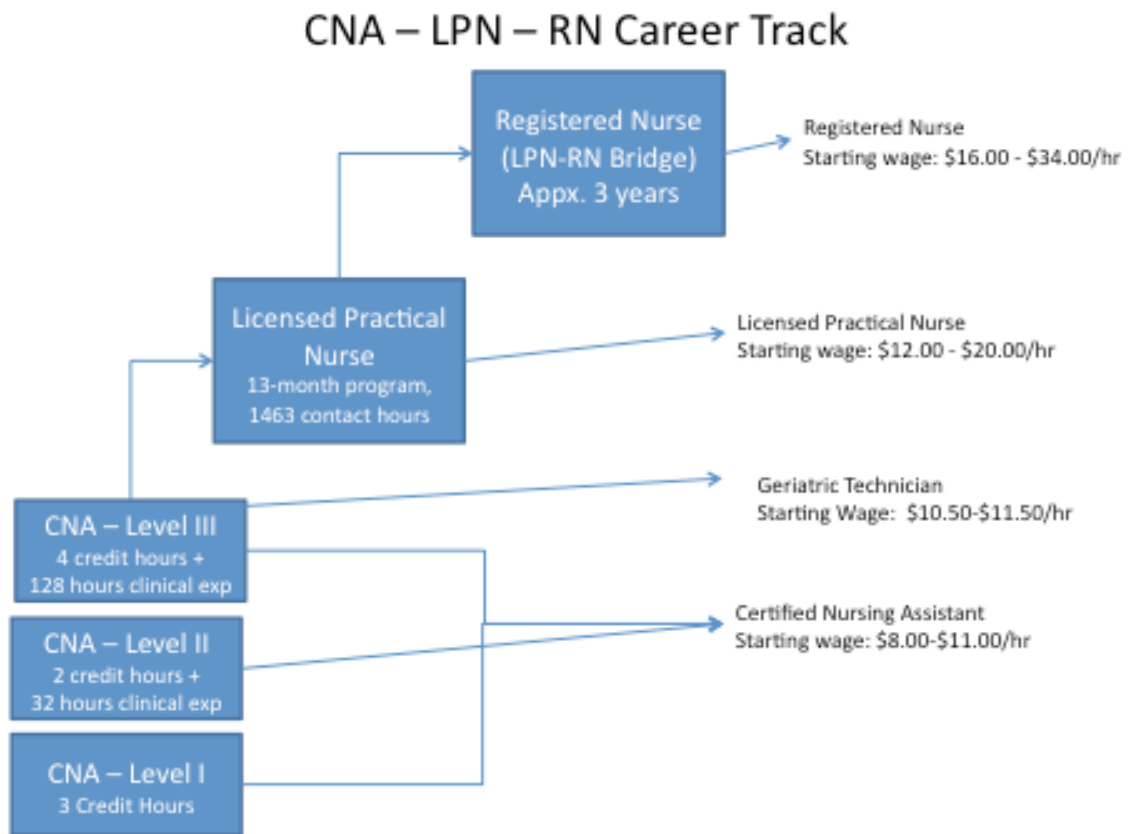 CNA – LPN – RN Career Track
Registered Nurse
(LPN-RN Bridge)
Appx. 3 years
Registered Nurse
Starting wage: $16.00 - $34.00/hr
Licensed Practical
Nurse
13-month program,
1463 contact hours
Licensed Practical Nurse
Starting wage: $12.00 - $20.00/hr
CNA – Level III
4 credit hours +
128 hours clinical exp
Geriatric Technician
Starting Wage: $10.50-$11.50/hr
CNA – Level II
2 credit hours +
32 hours clinical exp
Certified Nursing Assistant
Starting wage: $8.00-$11.00/hr
CNA – Level I
3 Credit Hours